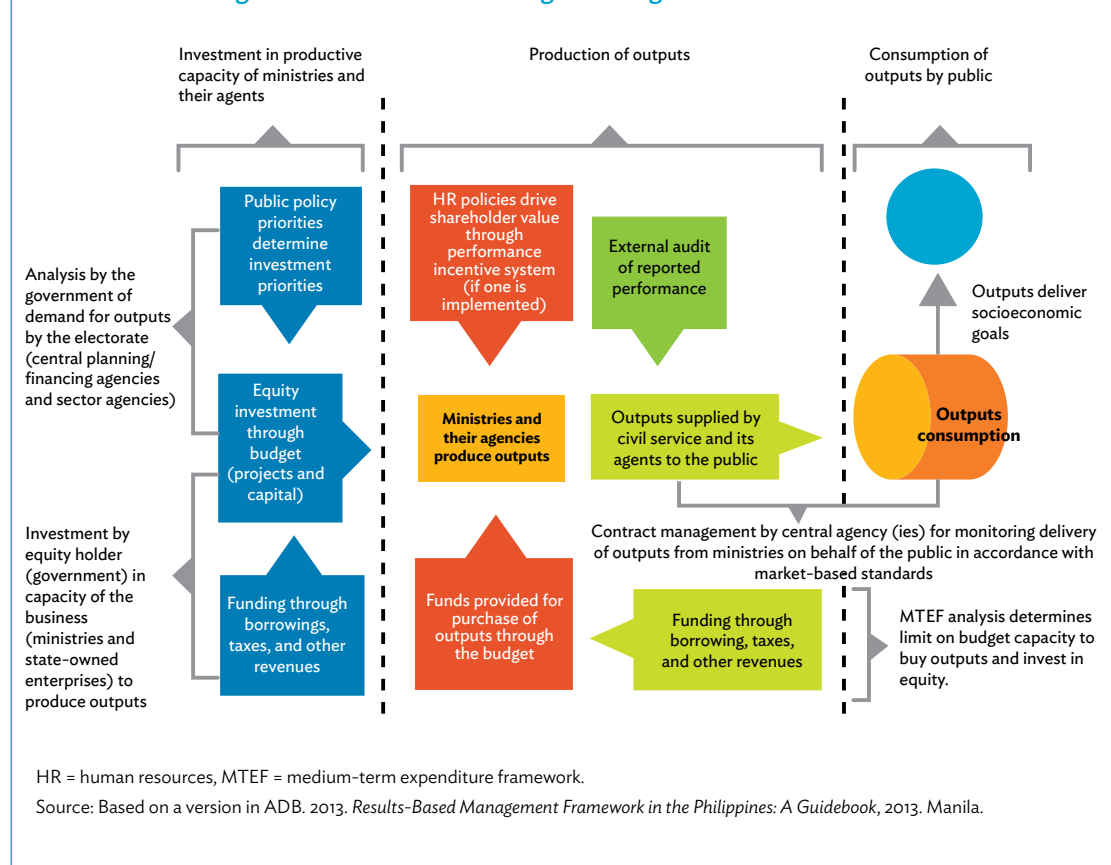 Investment in productive
capacity of ministries and
their agents
Production of outputs
Consumption of
outputs by public
Analysis by the
government of
demand for outputs
by the electorate
(central planning/
financing agencies
and sector agencies)
Public policy
priorities
determine
investment
priorities
HR policies drive
shareholder value
through
performance
incentive system
(if one is
implemented)
External audit
of reported
performance
Outputs deliver
socioeconomic
goals
Equity
investment
through
budget
(projects and
capital)
Ministries and
their agencies
produce outputs
Outputs supplied by
civil service and its
agents to the public
Outputs
consumption
Investment by
equity holder
(government) in
capacity of the
business
(ministries and
state-owned
enterprises) to
produce outputs
Contract management by central agency (ies) for monitoring delivery
of outputs from ministries on behalf of the public in accordance with
market-based standards
Funding through
borrowings,
taxes, and other
revenues
Funds provided for
purchase of
outputs through
the budget
Funding through
borrowing, taxes,
and other revenues
MTEF analysis determines
limit on budget capacity to
buy outputs and invest in
equity.
HR = human resources, MTEF = medium-term expenditure framework.
Source: Based on a version in ADB. 2013. Results-Based Management Framework in the Philippines: A Guidebook, 2013. Manila.